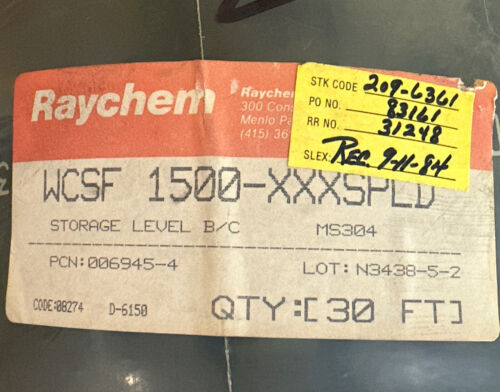 Raychem
Raychem
300 Cons
Menlo Pa
(415) 36
STK CODE 209-6361
PO NO. 83161
RR NO. 31248
SLEX: REC. 9-11-84
WCSF 1500-XXXSPLD
STORAGE LEVEL B/C MS304
PCN:006945-4 LOT:N3438-5-2
CODE:08274 D-6150 QTY:[30 FT]